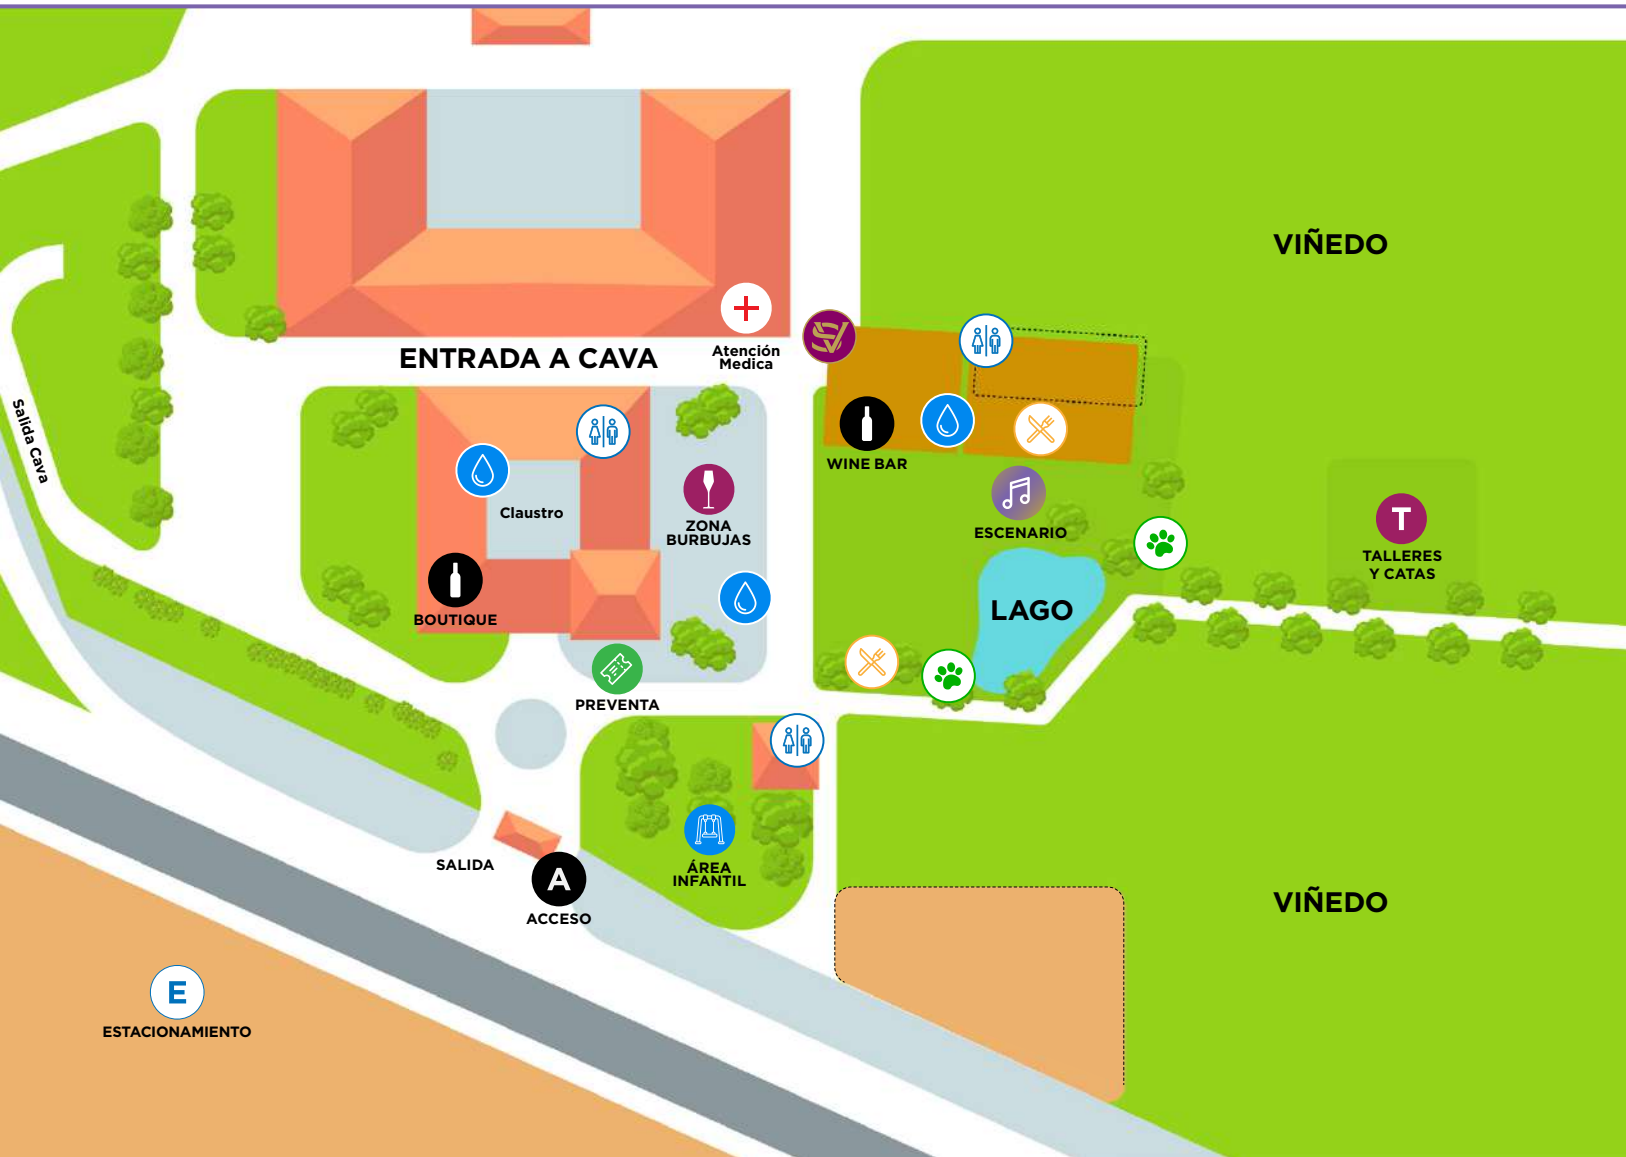 VIÑEDO
ENTRADA A CAVA
Atención
Medica
Salida Cava
WINE BAR
Claustro
ZONA
BURBUJAS
ESCENARIO
T
TALLERES
Y CATAS
BOUTIQUE
LAGO
PREVENTA
SALIDA
ÁREA
INFANTIL
A
ACCESO
VIÑEDO
E
ESTACIONAMIENTO